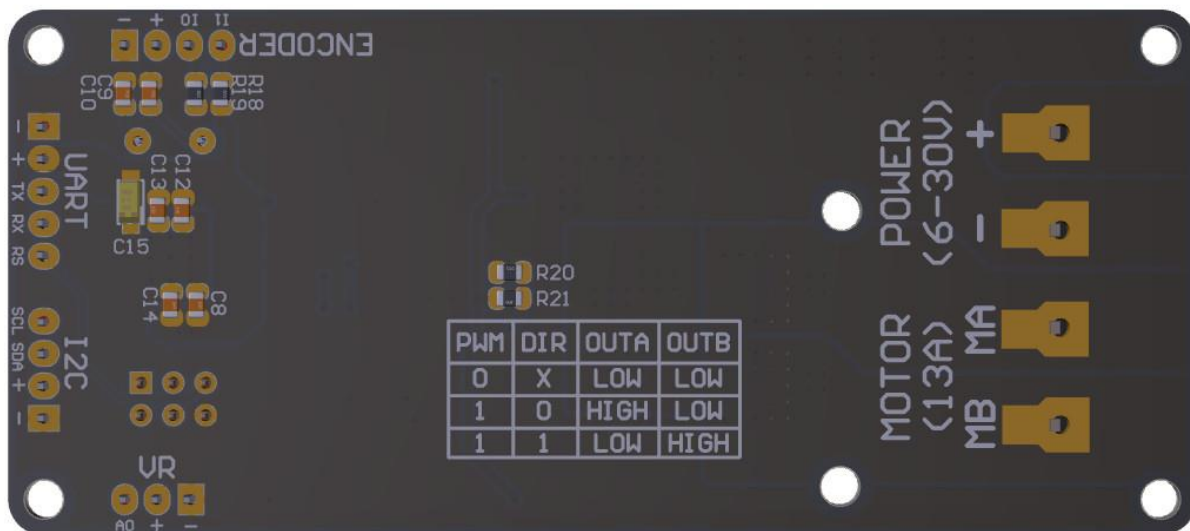 - + IO I1
ENCODER
C10 C9 R19 R18
UART
-
+
TX
RX
RS
C13 C12
C15
C14 C8
I2C
SCL
SDA
+
-
VR
AO + -
R20
R21
PWM DIR OUTA OUTB
0 X LOW LOW
1 0 HIGH LOW
1 1 LOW HIGH
POWER
(6-30V)
+
-
MOTOR
(13A)
MA
MB